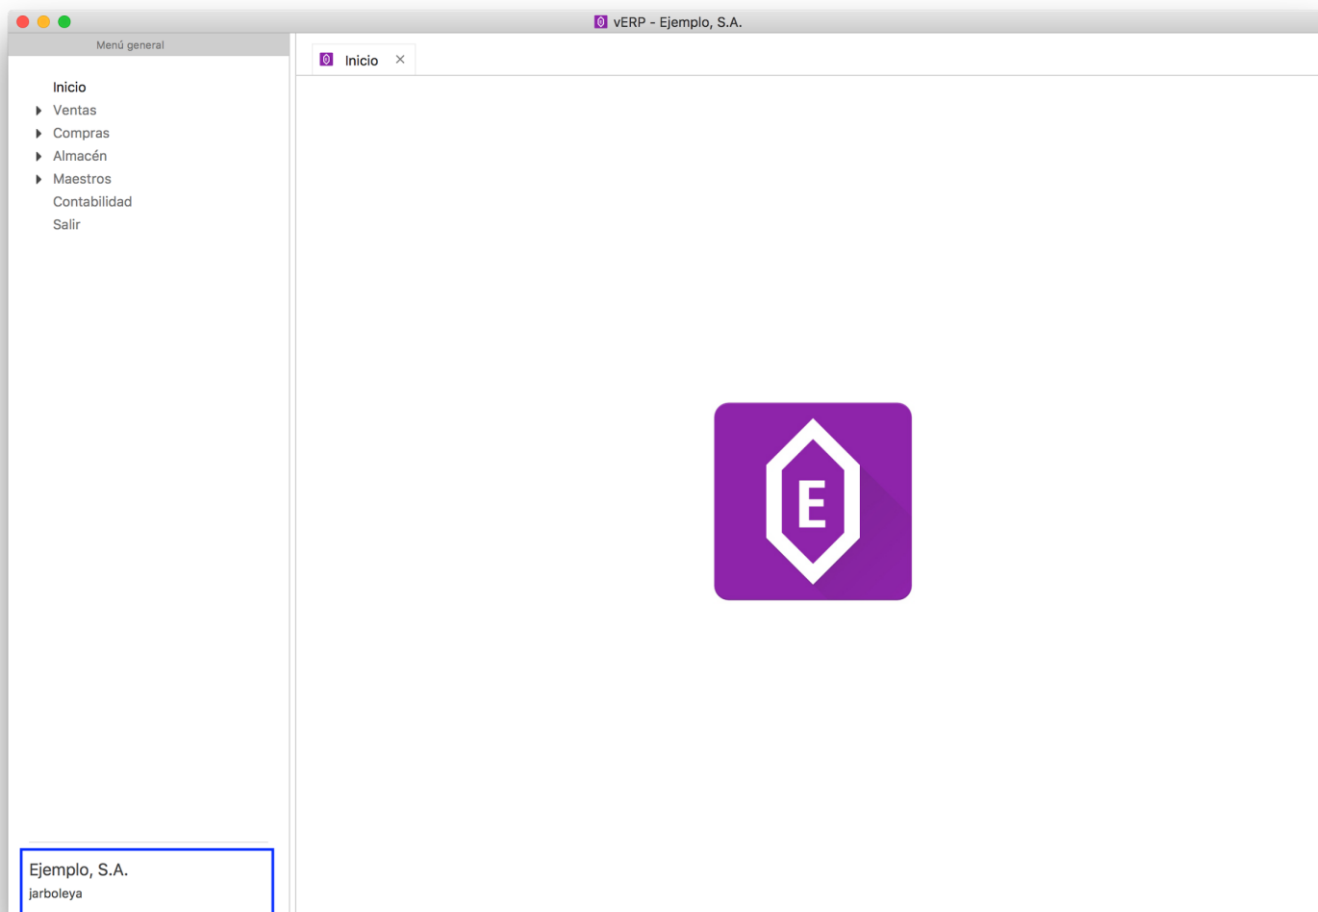 vERP - Ejemplo, S.A.
Menú general
Inicio
Inicio
Ventas
Compras
Almacén
Maestros
Contabilidad
Salir
E
Ejemplo, S.A.
jarboleya